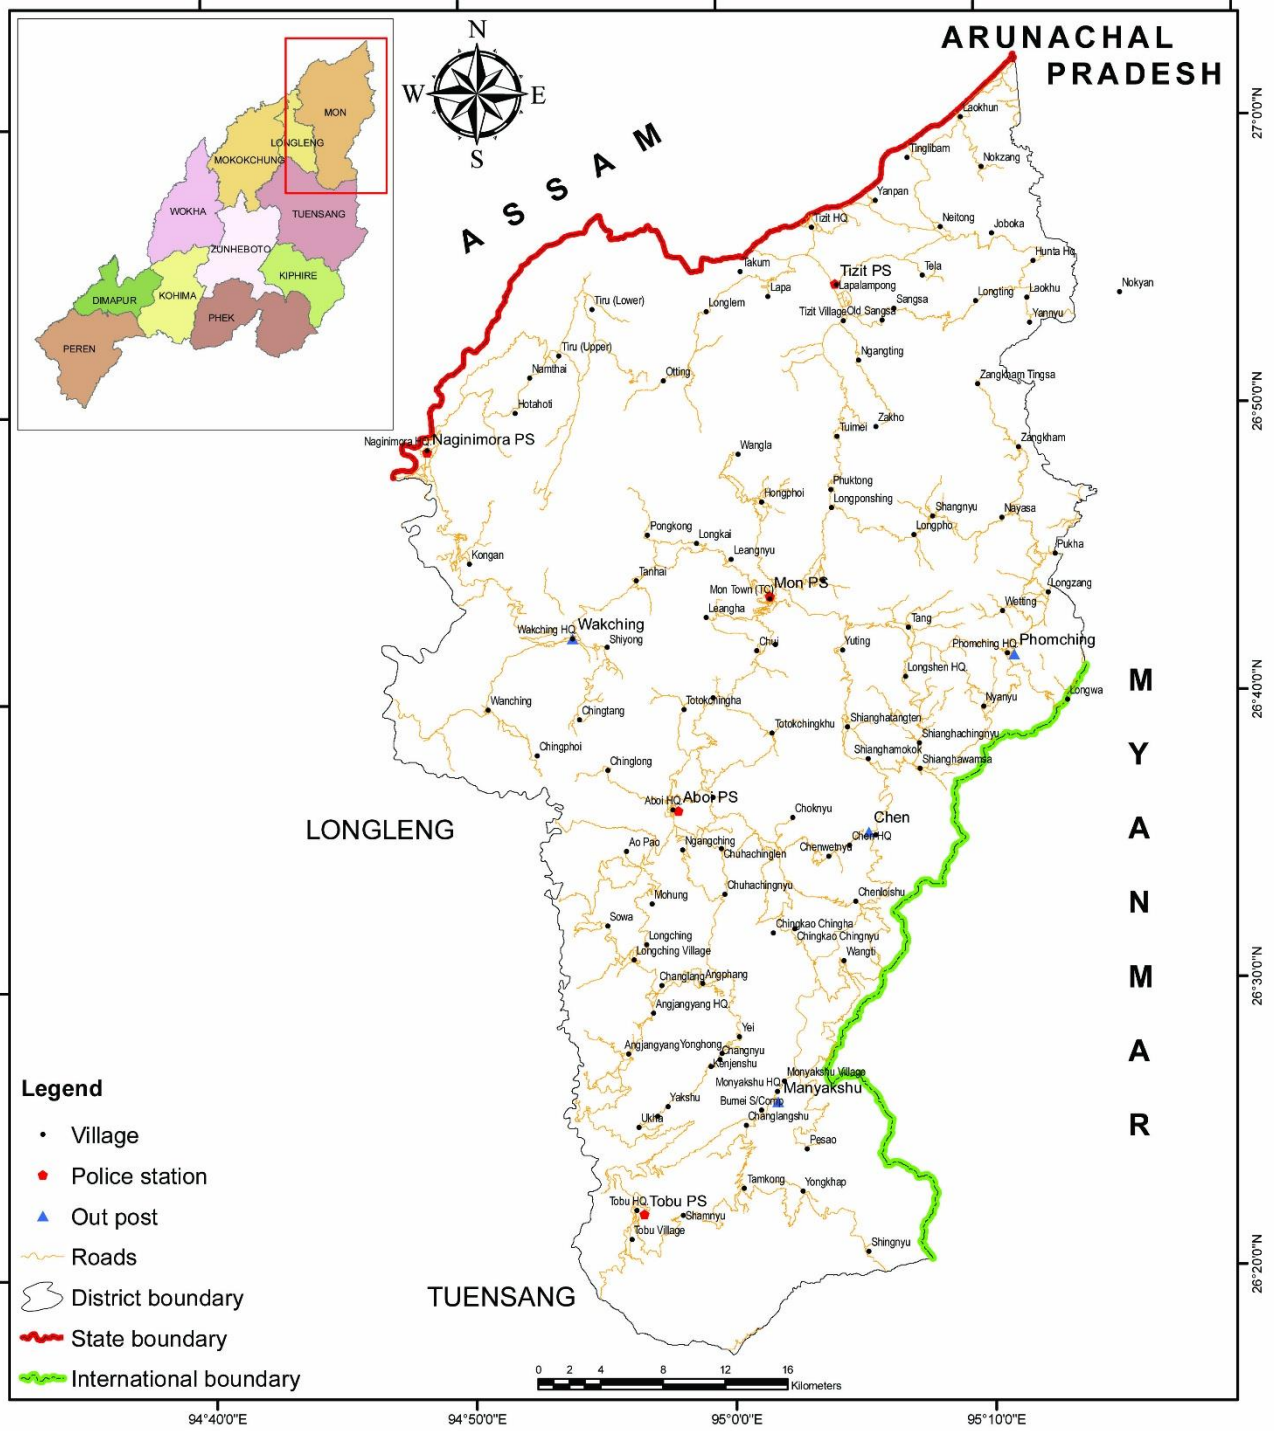 ARUNACHAL
PRADESH
N
W
E
S
ASSAM
MON
LONGLENG
MOKOKCHUNG
WOKHA
TUENSANG
ZUNHEBOTO
KIPHIRE
DIMAPUR
KOHIMA
PHEK
PEREN
27°0'0"N
26°50'0"N
26°40'0"N
26°30'0"N
26°20'0"N
Laokhun
Tinglibam
Nokzang
Yanpan
Tizit HQ
Neitong
Joboka
Hunta Hq
Takum
Tizit PS
Tela
Lapalampong
Lapa
Longting
Laokhu
Nokyan
Tiru (Lower)
Longlem
Sangsa
Tizit Village
Old Sangsa
Yannyu
Tiru (Upper)
Ngangting
Namthai
Otting
Zangkham Tingsa
Hotahoti
Zakho
Tuimei
Naginimora HQ
Naginimora PS
Wangla
Zangkham
Phuktong
Hongphoi
Longponshing
Shangnyu
Nayasa
Longpho
Pongkong
Longkai
Leangnyu
Pukha
Kongan
Tanhai
Mon PS
Mon Town (TC)
Longzang
Wetting
Leangha
Tang
Wakching
Wakching HQ
Shiyong
Chui
Yuting
Phomching HQ
Phomching
Longshen HQ
Longwa
Wanching
Chingtang
Totokchingha
Nyanyu
Totokchingkhu
Shianghatangten
Shianghachingnyu
Chingphoi
Shianghamokok
Shianghawamsa
Chinglong
Aboi HQ
Aboi PS
Choknyu
Chen
Chen HQ
Ao Pao
Ngangching
Chuhachinglen
Chenwetnyu
Mohung
Chuhachingnyu
Chenloishu
Sowa
Chingkao Chingha
Chingkao Chingnyu
Longching
Longching Village
Wangti
Changlang
Angphang
Angjangyang HQ
Yei
Angjangyang
Yonghong
Changnyu
Kenjenshu
Monyakshu Village
Monyakshu HQ
Manyakshu
Bumei S/Comp
Yakshu
Ukha
Changlangshu
Pesao
Tamkong
Yongkhap
Tobu HQ
Tobu PS
Shamnyu
Tobu Village
Shingnyu
LONGLENG
TUENSANG
MYANMAR
Legend
Village
Police station
Out post
Roads
District boundary
State boundary
International boundary
0 2 4 8 12 16
Kilometers
94°40'0"E
94°50'0"E
95°0'0"E
95°10'0"E